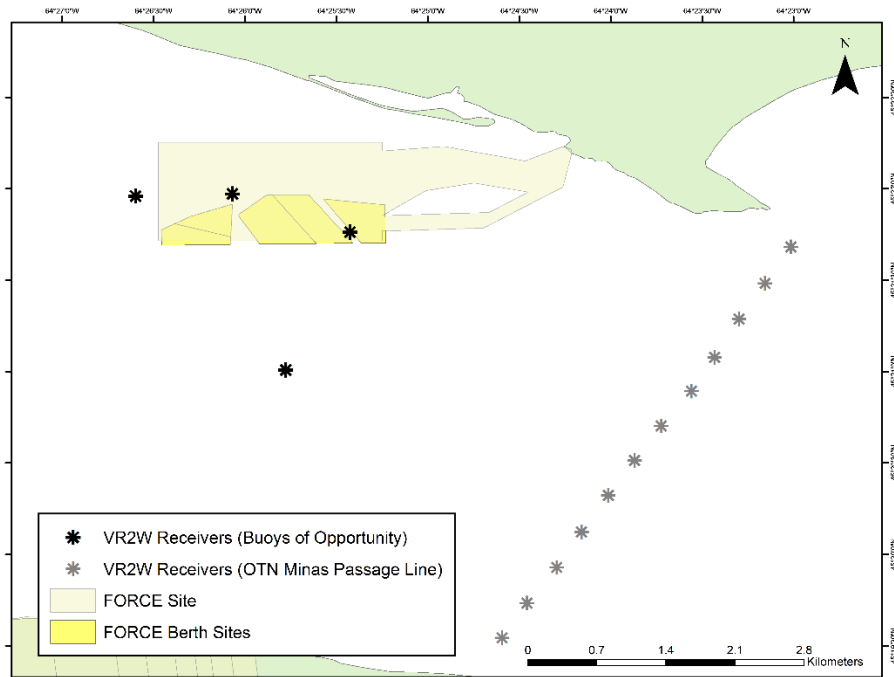 64°27'0"W 64°26'30"W 64°26'0"W 64°25'30"W 64°25'0"W 64°24'30"W 64°24'0"W 64°23'30"W 64°23'0"W
N
VR2W Receivers (Buoys of Opportunity)
VR2W Receivers (OTN Minas Passage Line)
FORCE Site
FORCE Berth Sites
0 0.7 1.4 2.1 2.8
Kilometers